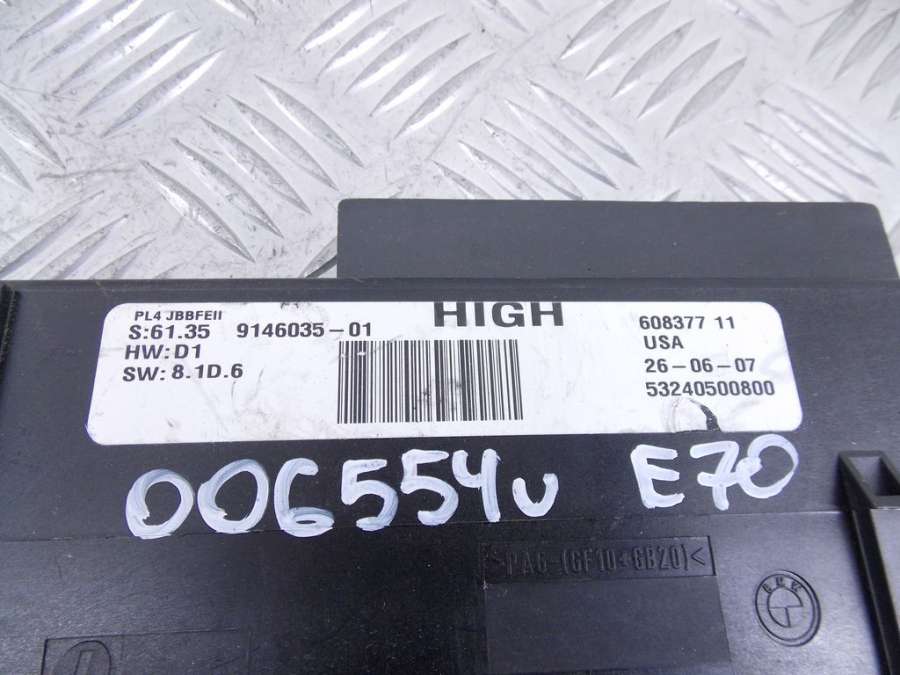 PL4 JBBFEII
S:61.35 9146035-01
HW:D1
SW: 8.1D.6
HIGH
608377 11
USA
26-06-07
53240500800
006554u E70
>PA6-(GF10+GB20)<
BMW